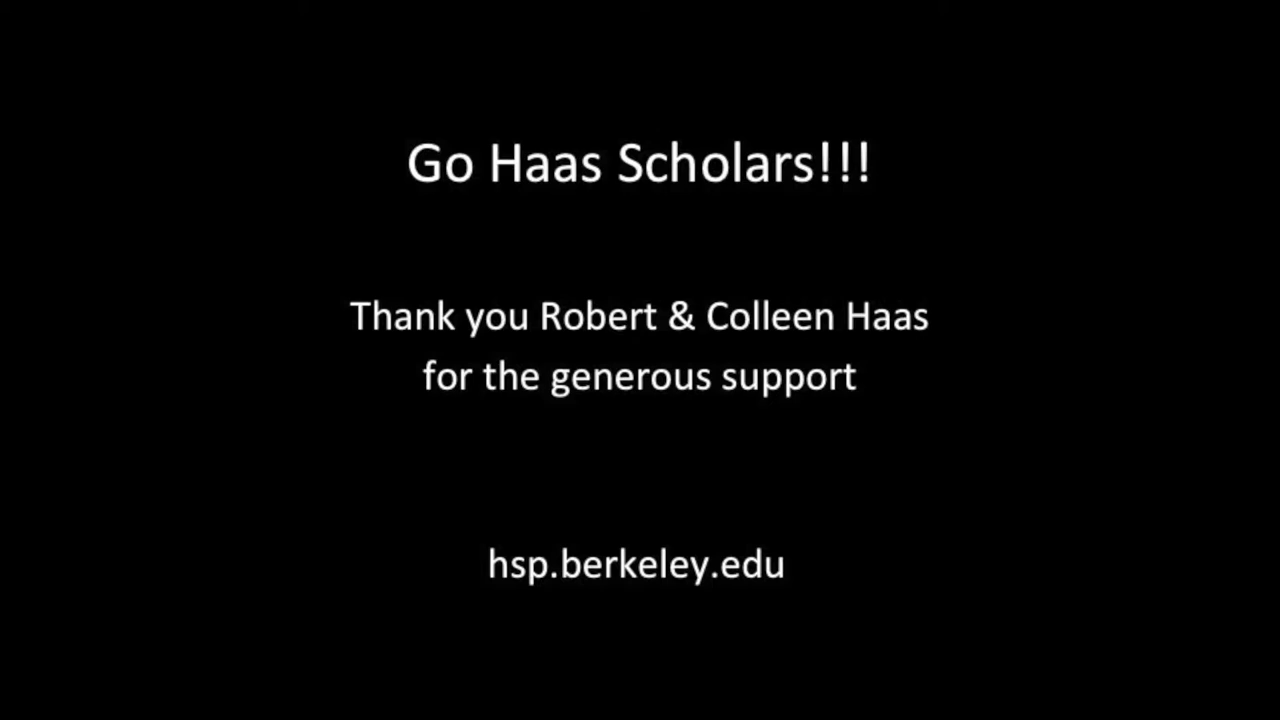 Go Haas Scholars!!!
Thank you Robert & Colleen Haas
for the generous support
hsp.berkeley.edu